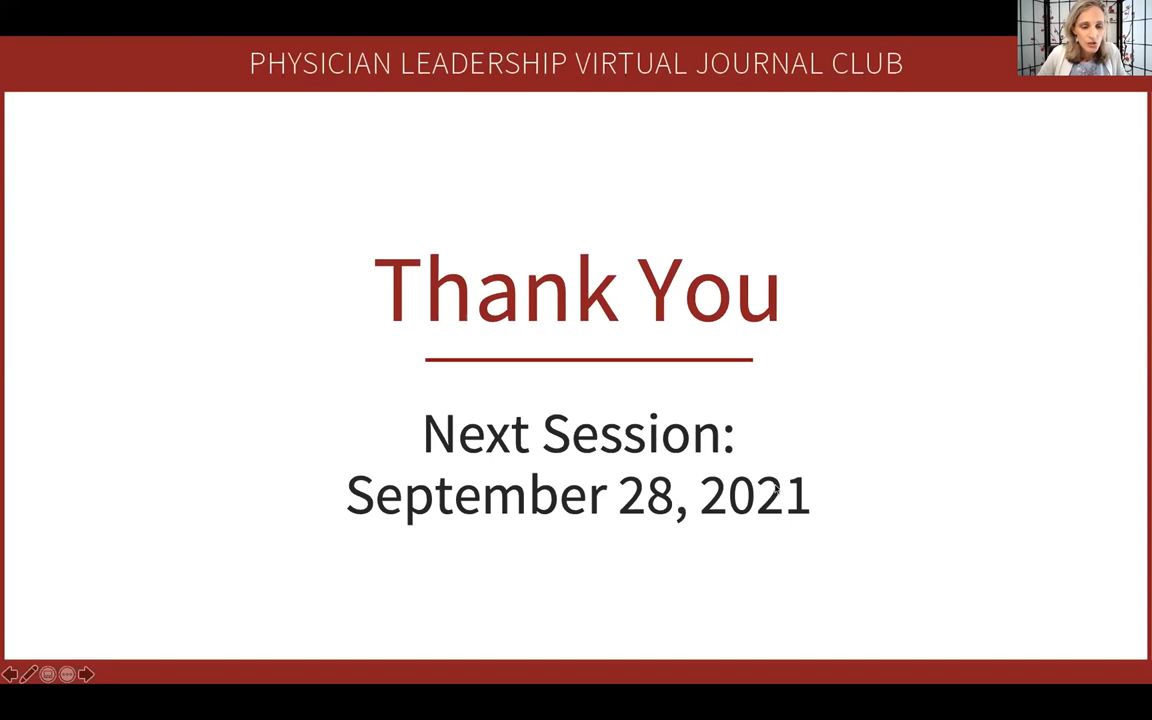 PHYSICIAN LEADERSHIP VIRTUAL JOURNAL CLUB
Thank You
Next Session:
September 28, 2021